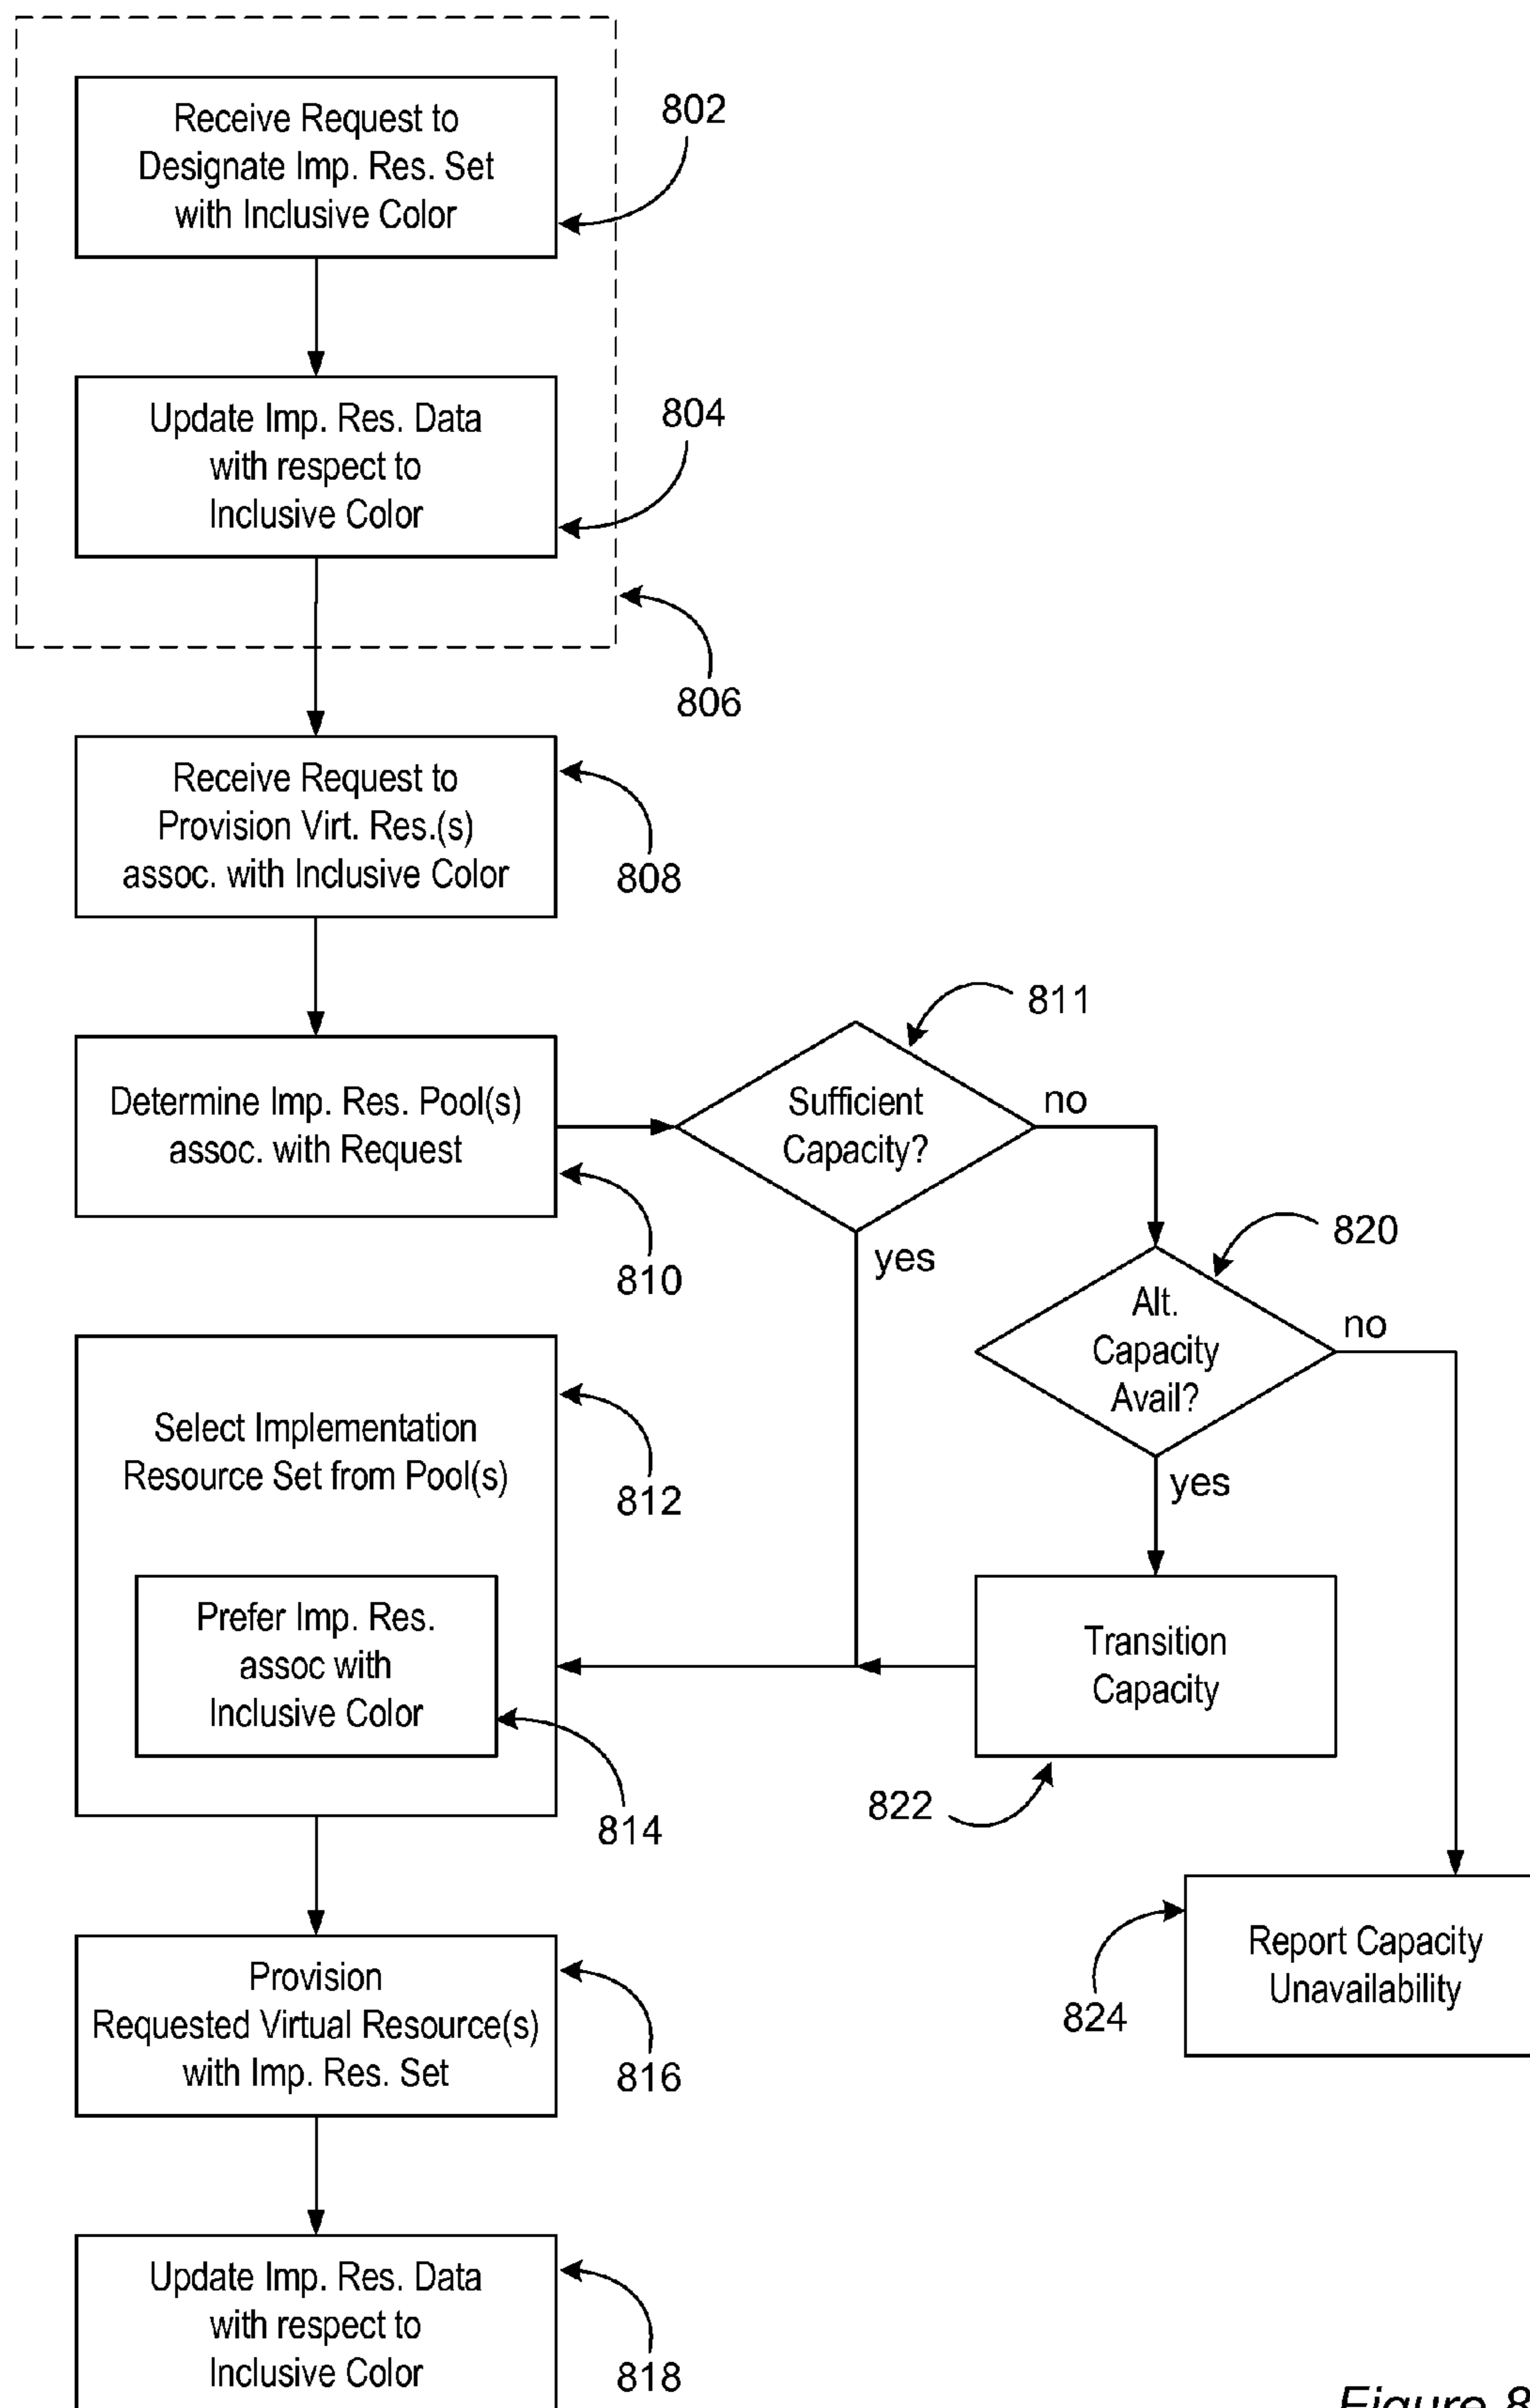 Receive Request to
Designate Imp. Res. Set
with Inclusive Color
802
Update Imp. Res. Data
with respect to
Inclusive Color
804
806
Receive Request to
Provision Virt. Res.(s)
assoc. with Inclusive Color
808
Determine Imp. Res. Pool(s)
assoc. with Request
810
Sufficient
Capacity?
811
no
yes
Alt.
Capacity
Avail?
820
no
yes
Select Implementation
Resource Set from Pool(s)
812
Prefer Imp. Res.
assoc with
Inclusive Color
814
Transition
Capacity
822
Report Capacity
Unavailability
824
Provision
Requested Virtual Resource(s)
with Imp. Res. Set
816
Update Imp. Res. Data
with respect to
Inclusive Color
818
Figure 8